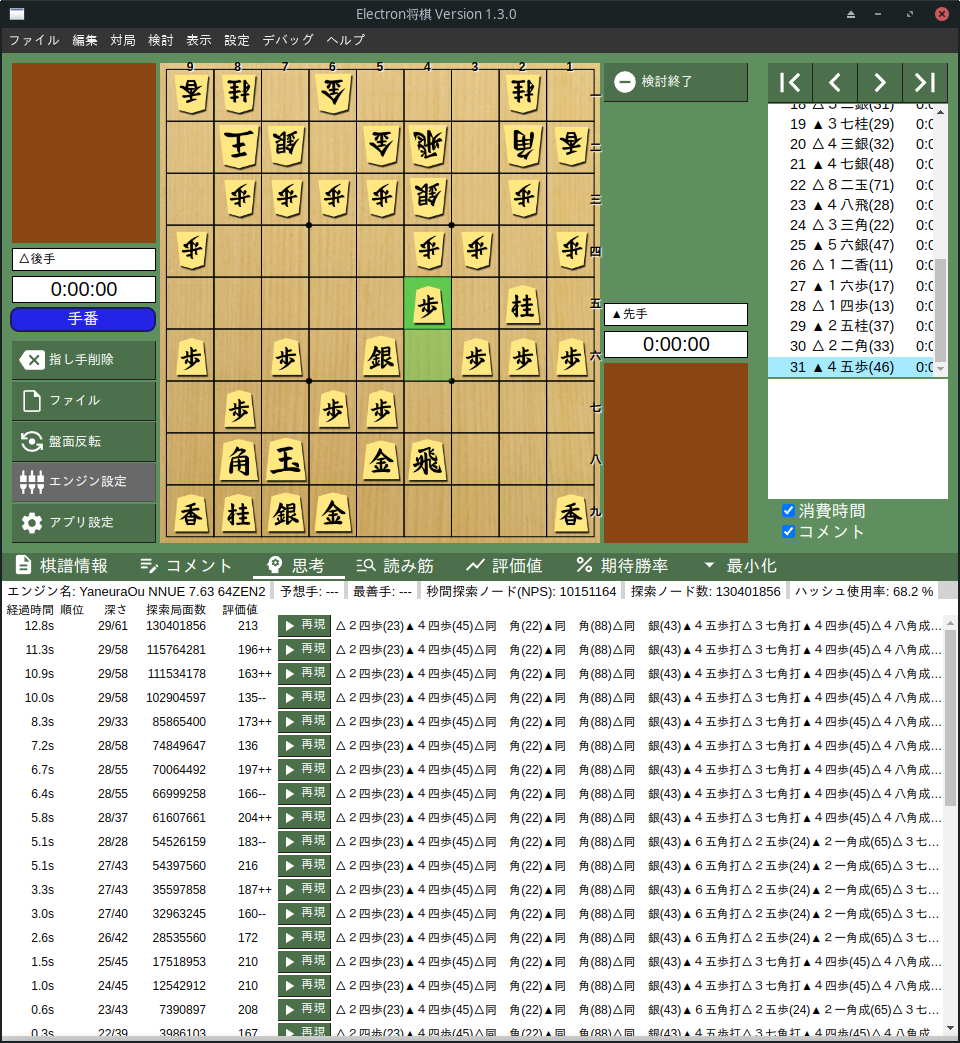 Electron将棋 Version 1.3.0
ファイル 編集 対局 検討 表示 設定 デバッグ ヘルプ
9 8 7 6 5 4 3 2 1
香 桂 金 桂 一
王 銀 金 飛 角 香 二
歩 歩 歩 歩 銀 歩 三
歩 歩 歩 歩 四
歩 桂 五
歩 歩 銀 歩 歩 歩 六
歩 歩 歩 七
角 玉 金 飛 八
香 桂 銀 金 香 九
△後手
0:00:00
手番
指し手削除
ファイル
盤面反転
エンジン設定
アプリ設定
検討終了
▲先手
0:00:00
18 △５二銀(31) 0:0
19 ▲３七桂(29) 0:0
20 △４三銀(32) 0:0
21 ▲４七銀(48) 0:0
22 △８二玉(71) 0:0
23 ▲４八飛(28) 0:0
24 △３三角(22) 0:0
25 ▲５六銀(47) 0:0
26 △１二香(11) 0:0
27 ▲１六歩(17) 0:0
28 △１四歩(13) 0:0
29 ▲２五桂(37) 0:0
30 △２二角(33) 0:0
31 ▲４五歩(46) 0:0
消費時間
コメント
棋譜情報 コメント 思考 読み筋 評価値 期待勝率 最小化
エンジン名: YaneuraOu NNUE 7.63 64ZEN2 予想手: --- 最善手: --- 秒間探索ノード(NPS): 10151164 探索ノード数: 130401856 ハッシュ使用率: 68.2 %
経過時間 順位 深さ 探索局面数 評価値
12.8s 29/61 130401856 213 再現 △２四歩(23)▲４四歩(45)△同　角(22)▲同　角(88)△同　銀(43)▲４五歩打△３七角打▲４四歩(45)△４八角成…
11.3s 29/58 115764281 196++ 再現 △２四歩(23)▲４四歩(45)△同　角(22)▲同　角(88)△同　銀(43)▲４五歩打△３七角打▲４四歩(45)△４八角成…
10.9s 29/58 111534178 163++ 再現 △２四歩(23)▲４四歩(45)△同　角(22)▲同　角(88)△同　銀(43)▲４五歩打△３七角打▲４四歩(45)△４八角成…
10.0s 29/58 102904597 135-- 再現 △２四歩(23)▲４四歩(45)△同　角(22)▲同　角(88)△同　銀(43)▲４五歩打△３七角打▲４四歩(45)△４八角成…
8.3s 29/33 85865400 173++ 再現 △２四歩(23)▲４四歩(45)△同　角(22)▲同　角(88)△同　銀(43)▲４五歩打△３七角打▲４四歩(45)△４八角成…
7.2s 28/58 74849647 136 再現 △２四歩(23)▲４四歩(45)△同　角(22)▲同　角(88)△同　銀(43)▲４五歩打△３七角打▲４四歩(45)△４八角成…
6.7s 28/55 70064492 197++ 再現 △２四歩(23)▲４四歩(45)△同　角(22)▲同　角(88)△同　銀(43)▲４五歩打△３七角打▲４四歩(45)△４八角成…
6.4s 28/55 66999258 166-- 再現 △２四歩(23)▲４四歩(45)△同　角(22)▲同　角(88)△同　銀(43)▲４五歩打△３七角打▲４四歩(45)△４八角成…
5.8s 28/37 61607661 204++ 再現 △２四歩(23)▲４四歩(45)△同　角(22)▲同　角(88)△同　銀(43)▲４五歩打△３七角打▲４四歩(45)△４八角成…
5.1s 28/28 54526159 183-- 再現 △２四歩(23)▲４四歩(45)△同　角(22)▲同　角(88)△同　銀(43)▲６五角打△２五歩(24)▲２一角成(65)△３七…
5.1s 27/43 54397560 216 再現 △２四歩(23)▲４四歩(45)△同　角(22)▲同　角(88)△同　銀(43)▲６五角打△２五歩(24)▲２一角成(65)△３七…
3.3s 27/43 35597858 187++ 再現 △２四歩(23)▲４四歩(45)△同　角(22)▲同　角(88)△同　銀(43)▲６五角打△２五歩(24)▲２一角成(65)△３七…
3.0s 27/40 32963245 160-- 再現 △２四歩(23)▲４四歩(45)△同　角(22)▲同　角(88)△同　銀(43)▲６五角打△２五歩(24)▲２一角成(65)△３七…
2.6s 26/42 28535560 172 再現 △２四歩(23)▲４四歩(45)△同　角(22)▲同　角(88)△同　銀(43)▲６五角打△２五歩(24)▲２一角成(65)△３七…
1.5s 25/45 17518953 210 再現 △２四歩(23)▲４四歩(45)△同　角(22)▲同　角(88)△同　銀(43)▲４五歩打△３七角打▲４四歩(45)△４八角成…
1.0s 24/45 12542912 210 再現 △２四歩(23)▲４四歩(45)△同　角(22)▲同　角(88)△同　銀(43)▲４五歩打△３七角打▲４四歩(45)△４八角成…
0.6s 23/43 7390897 208 再現 △２四歩(23)▲４四歩(45)△同　角(22)▲同　角(88)△同　銀(43)▲６五角打△２五歩(24)▲２一角成(65)△３七…
0.3s 22/39 3986103 167 再現 △２四歩(23)▲４四歩(45)△同　角(22)▲同　角(88)△同　銀(43)▲４五歩打△３七角打▲４四歩(45)△４八角成…